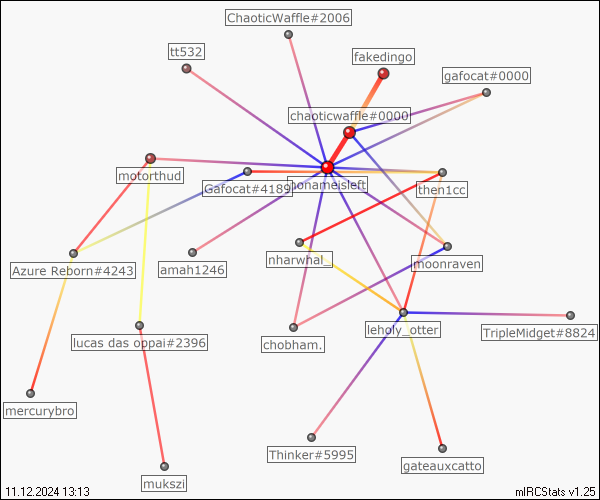 ChaoticWaffle#2006
tt532
fakedingo
gafocat#0000
chaoticwaffle#0000
motorthud
Gafocat#4189
nonameisleft
then1cc
Azure Reborn#4243
amah1246
nharwhal_
moonraven
lucas das oppai#2396
chobham.
leholy_otter
TripleMidget#8824
mercurybro
Thinker#5995
gateauxcatto
mukszi
11.12.2024 13:13
mIRCStats v1.25